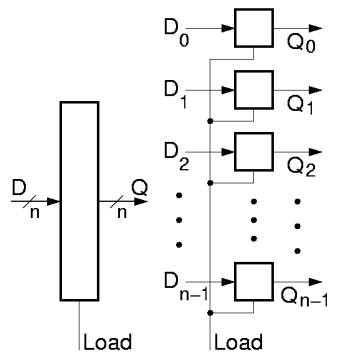 D0 Q0
D1 Q1
D2 Q2
D n Q n
Dn-1 Qn-1
Load Load